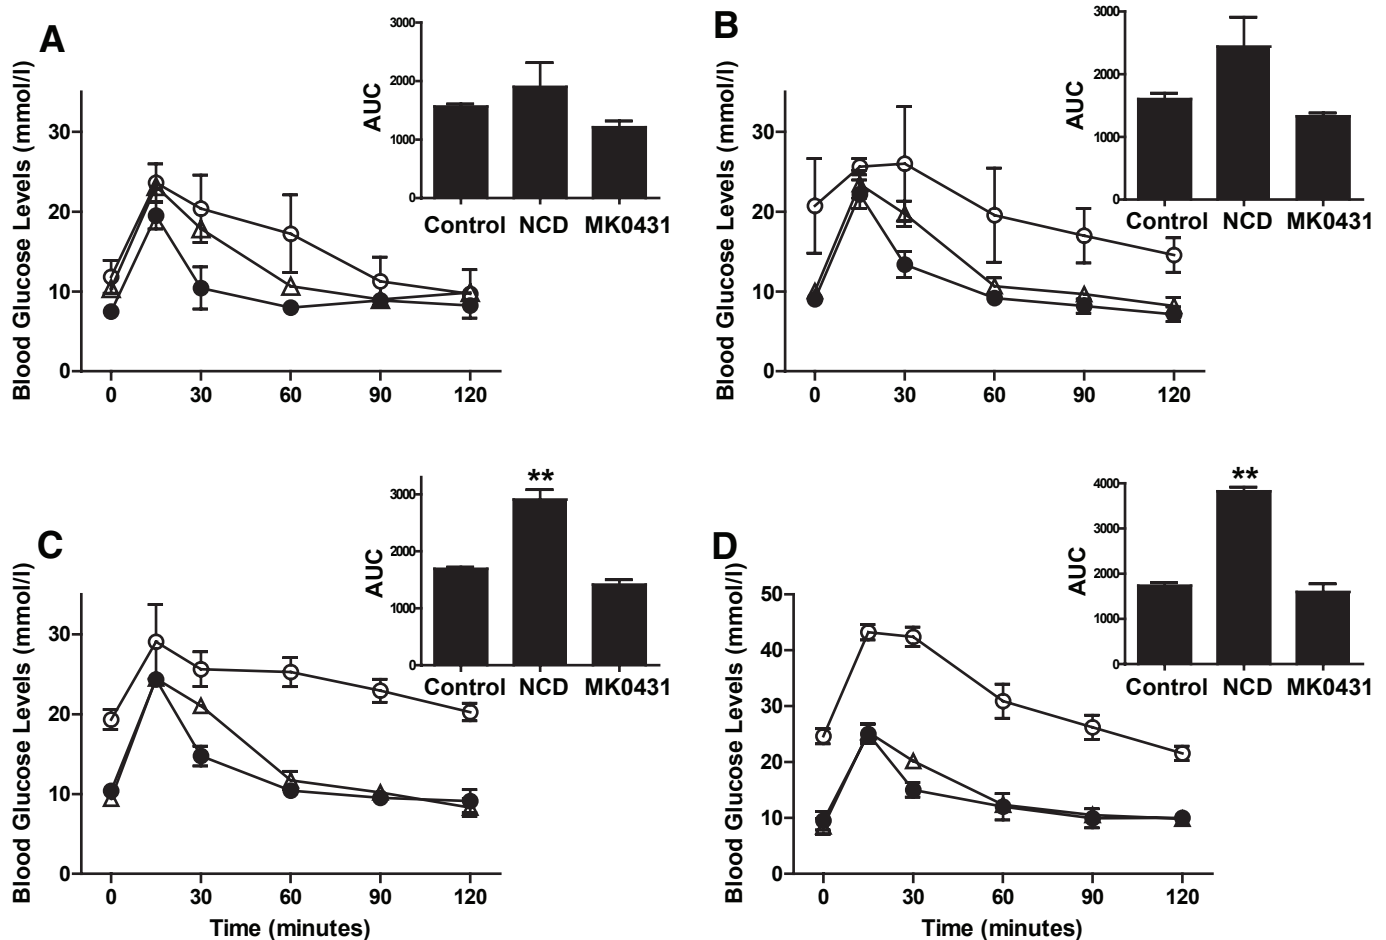 A
Blood Glucose Levels (mmol/l)
30
20
10
0
0 30 60 90 120
AUC
3000
2000
1000
0
Control NCD MK0431
B
Blood Glucose Levels (mmol/l)
30
20
10
0
0 30 60 90 120
AUC
3000
2000
1000
0
Control NCD MK0431
C
Blood Glucose Levels (mmol/l)
30
20
10
0
0 30 60 90 120
Time (minutes)
AUC
3000
2000
1000
0
**
Control NCD MK0431
D
Blood Glucose Levels (mmol/l)
50
40
30
20
10
0
0 30 60 90 120
Time (minutes)
AUC
4000
3000
2000
1000
0
**
Control NCD MK0431